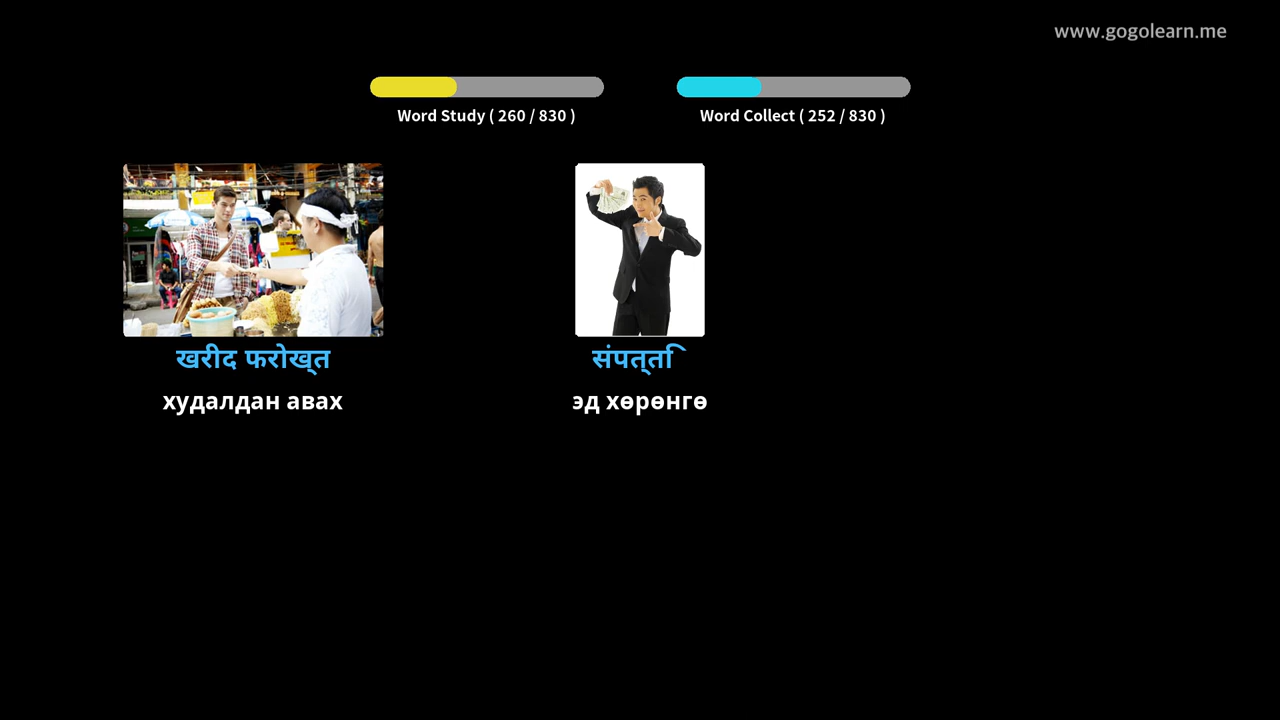 www.gogolearn.me
Word Study ( 260 / 830 )
Word Collect ( 252 / 830 )
खरीद फरोख्त
संपत्ति
худалдан авах
эд хөрөнгө